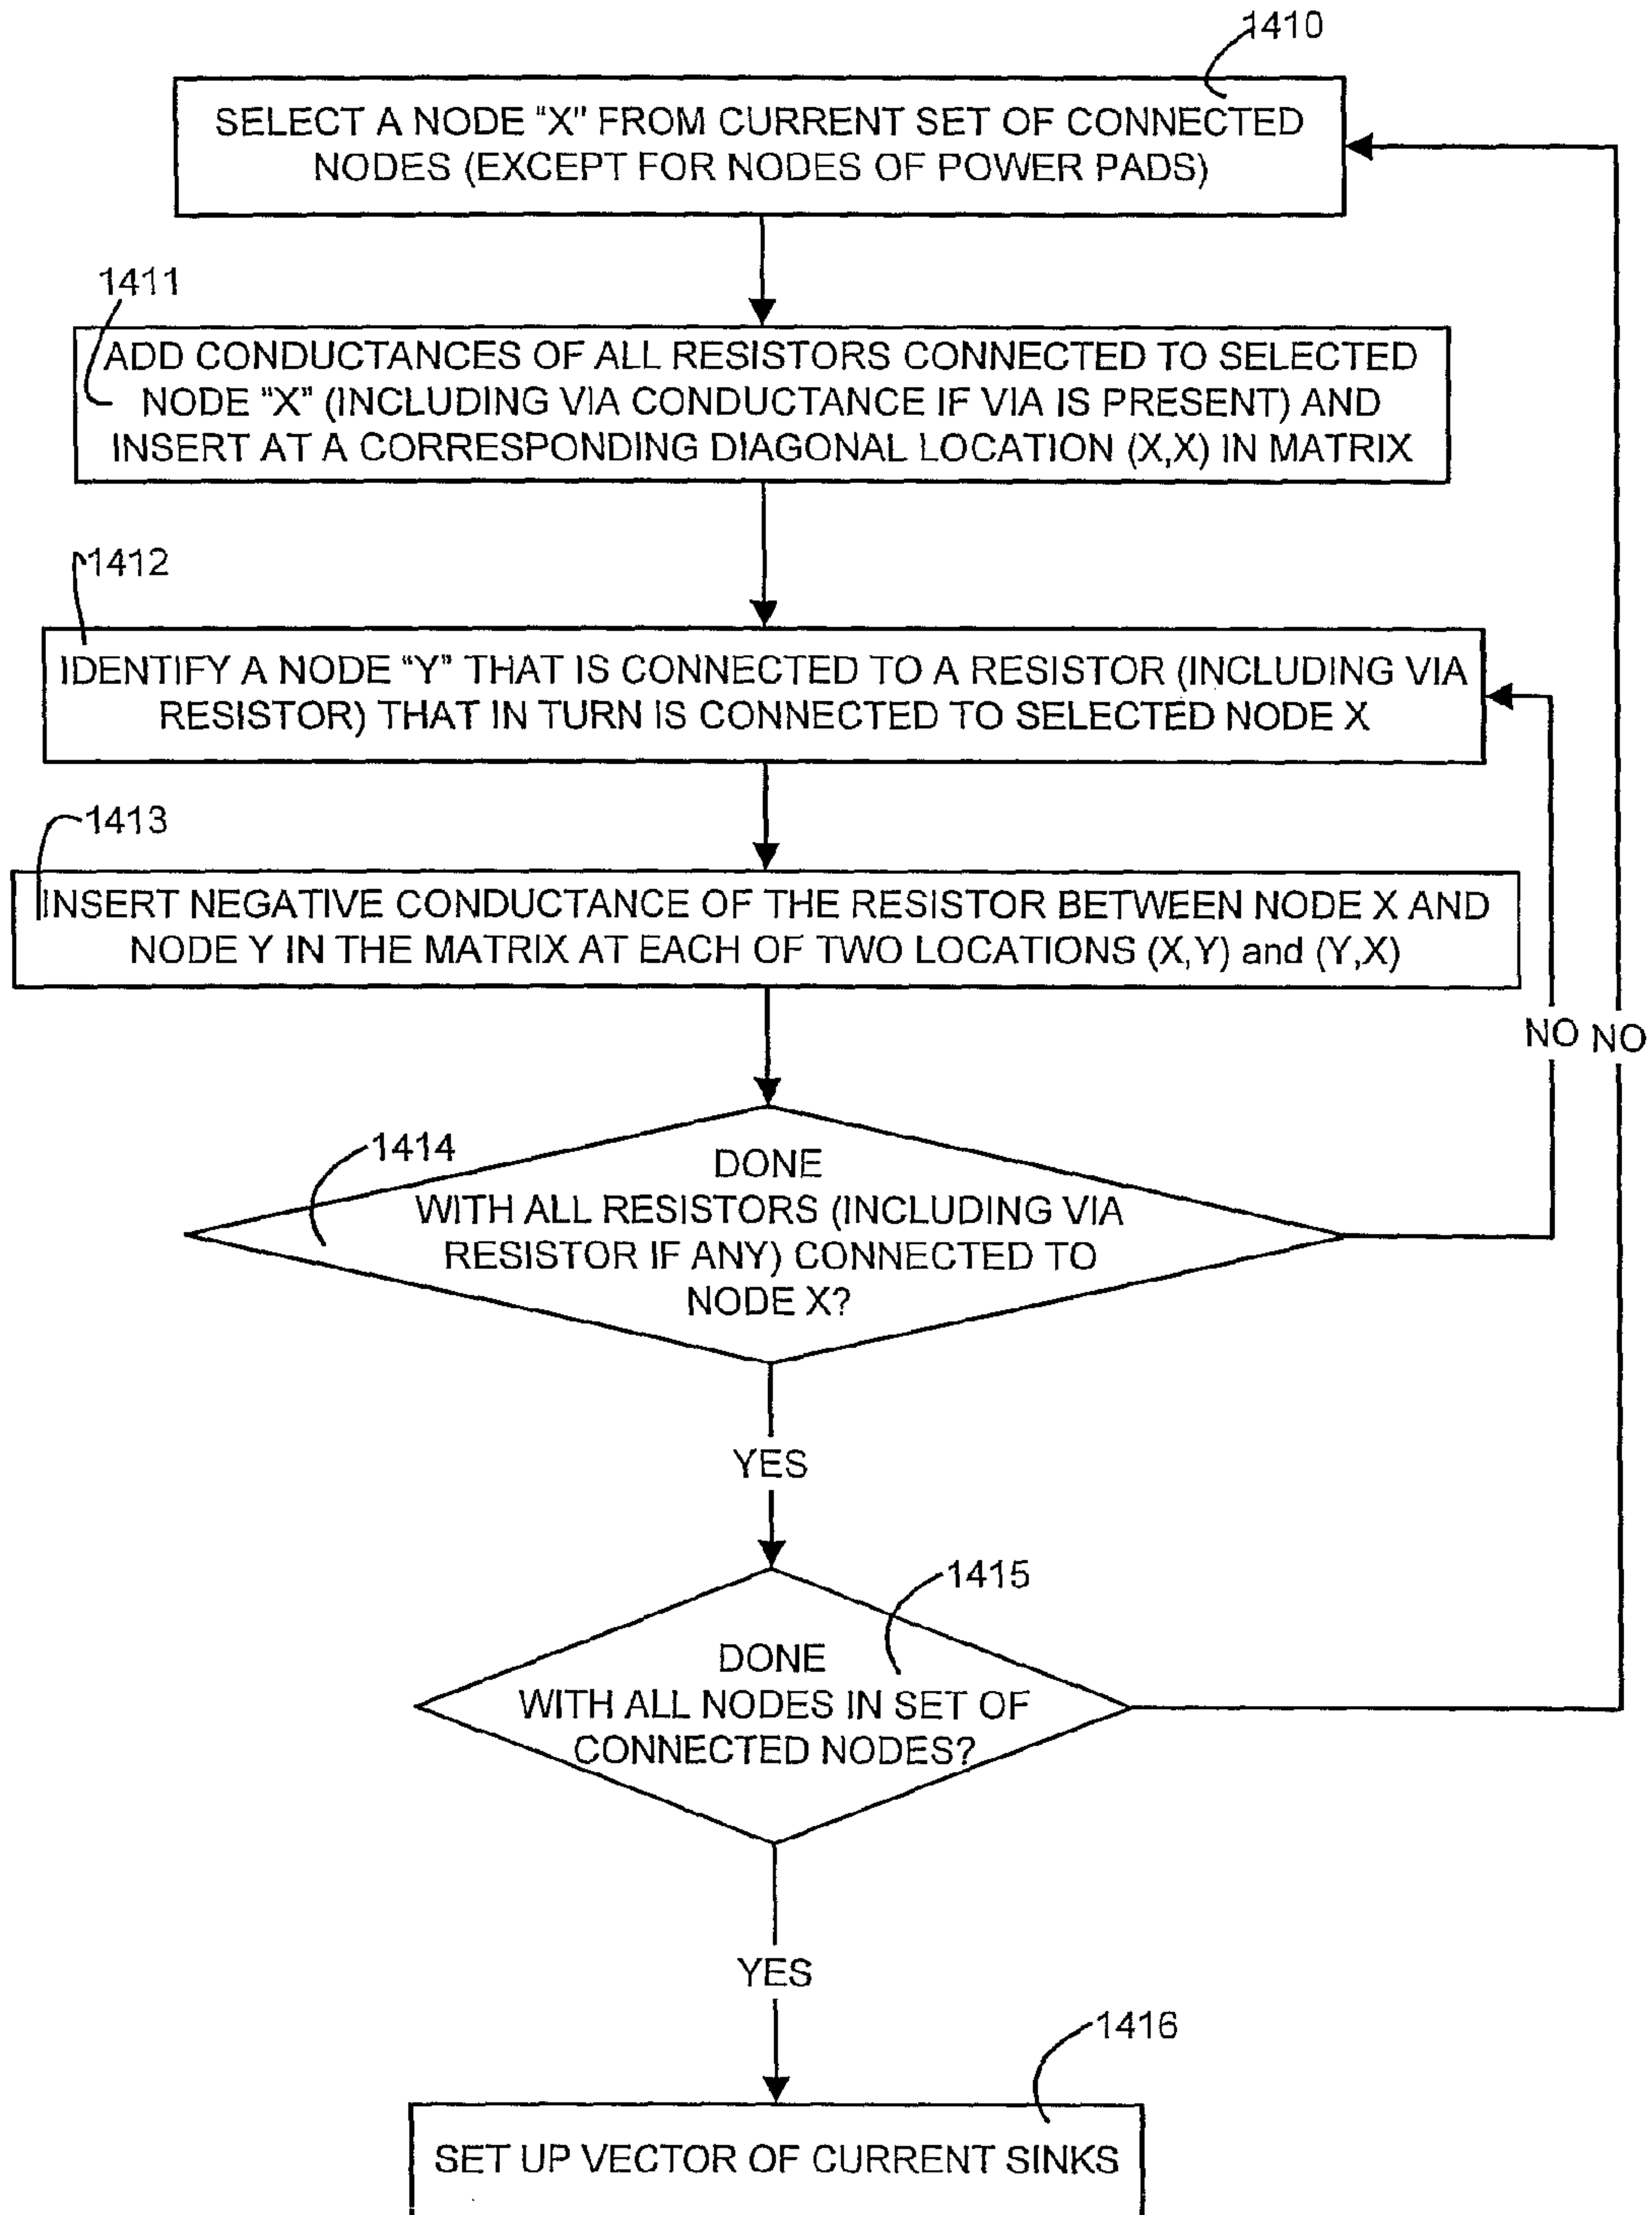 1410
SELECT A NODE "X" FROM CURRENT SET OF CONNECTED
NODES (EXCEPT FOR NODES OF POWER PADS)
1411
ADD CONDUCTANCES OF ALL RESISTORS CONNECTED TO SELECTED
NODE "X" (INCLUDING VIA CONDUCTANCE IF VIA IS PRESENT) AND
INSERT AT A CORRESPONDING DIAGONAL LOCATION (X,X) IN MATRIX
1412
IDENTIFY A NODE "Y" THAT IS CONNECTED TO A RESISTOR (INCLUDING VIA
RESISTOR) THAT IN TURN IS CONNECTED TO SELECTED NODE X
1413
INSERT NEGATIVE CONDUCTANCE OF THE RESISTOR BETWEEN NODE X AND
NODE Y IN THE MATRIX AT EACH OF TWO LOCATIONS (X,Y) and (Y,X)
NO NO
1414
DONE
WITH ALL RESISTORS (INCLUDING VIA
RESISTOR IF ANY) CONNECTED TO
NODE X?
YES
1415
DONE
WITH ALL NODES IN SET OF
CONNECTED NODES?
YES
1416
SET UP VECTOR OF CURRENT SINKS